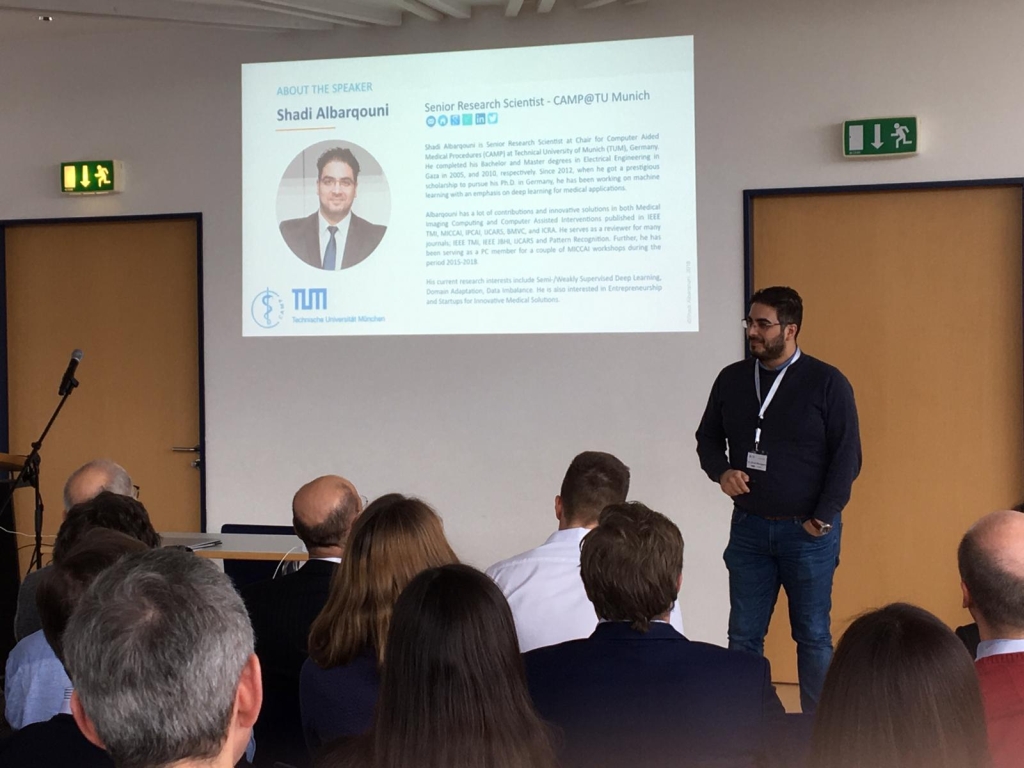 ABOUT THE SPEAKER
Shadi Albarqouni
Senior Research Scientist - CAMP@TU Munich
Shadi Albarqouni is Senior Research Scientist at Chair for Computer Aided
Medical Procedures (CAMP) at Technical University of Munich (TUM), Germany.
He completed his Bachelor and Master degrees in Electrical Engineering in
Gaza in 2005, and 2010, respectively. Since 2012, when he got a prestigious
scholarship to pursue his Ph.D. in Germany, he has been working on machine
learning with an emphasis on deep learning for medical applications.
Albarqouni has a lot of contributions and innovative solutions in both Medical
Imaging Computing and Computer Assisted Interventions published in IEEE
TMI, MICCAI, IPCAI, IJCARS, BMVC, and ICRA. He serves as a reviewer for many
journals; IEEE TMI, IEEE JBHI, IJCARS and Pattern Recognition. Further, he has
been serving as a PC member for a couple of MICCAI workshops during the
period 2015-2018.
His current research interests include Semi-/Weakly Supervised Deep Learning,
Domain Adaptation, Data Imbalance. He is also interested in Entrepreneurship
and Startups for Innovative Medical Solutions.
CAMP
TUM
Technische Universität München